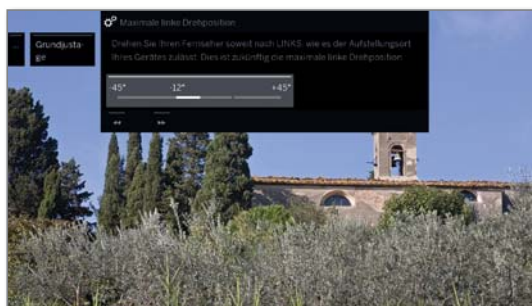 Maximale linke Drehposition
... Grundjusta-
ge
Drehen Sie Ihren Fernseher soweit nach LINKS, wie es der Aufstellungsort
Ihres Gerätes zulässt. Dies ist zukünftig die maximale linke Drehposition.
-45° -12° +45°